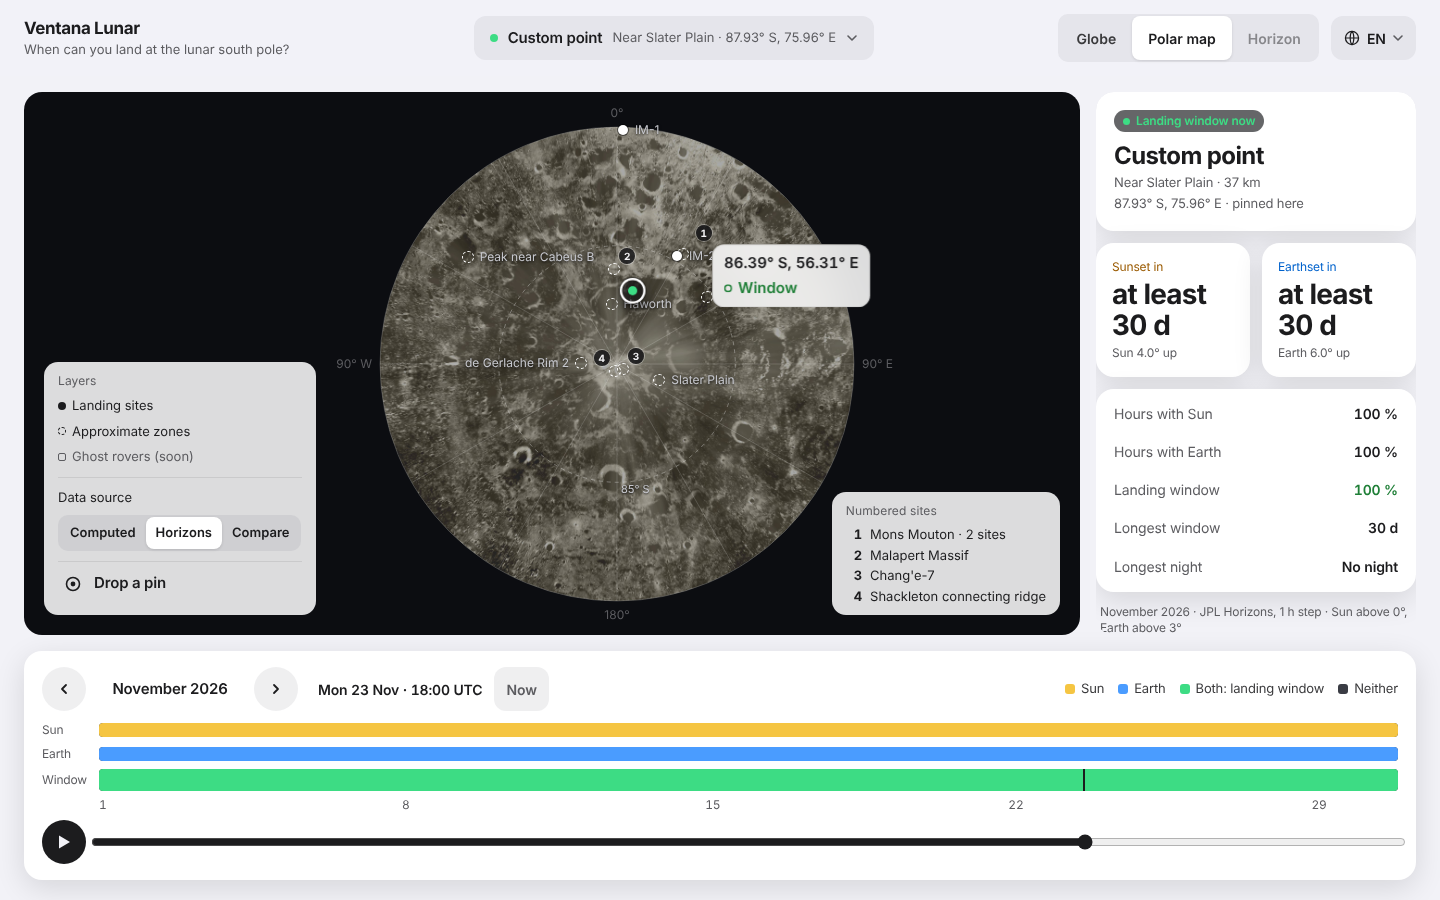 Ventana Lunar
When can you land at the lunar south pole?
Custom point Near Slater Plain · 87.93° S, 75.96° E
Globe Polar map Horizon
EN
0°
IM-1
1
2
Peak near Cabeus B
IM-2
86.39° S, 56.31° E
Window
Haworth
90° W
de Gerlache Rim 2
4
3
90° E
Slater Plain
85° S
180°
Layers
Landing sites
Approximate zones
Ghost rovers (soon)
Data source
Computed Horizons Compare
Drop a pin
Numbered sites
1 Mons Mouton · 2 sites
2 Malapert Massif
3 Chang'e-7
4 Shackleton connecting ridge
Landing window now
Custom point
Near Slater Plain · 37 km
87.93° S, 75.96° E · pinned here
Sunset in
at least
30 d
Sun 4.0° up
Earthset in
at least
30 d
Earth 6.0° up
Hours with Sun 100 %
Hours with Earth 100 %
Landing window 100 %
Longest window 30 d
Longest night No night
November 2026 · JPL Horizons, 1 h step · Sun above 0°,
Earth above 3°
November 2026
Mon 23 Nov · 18:00 UTC
Now
Sun Earth Both: landing window Neither
Sun
Earth
Window
1 8 15 22 29